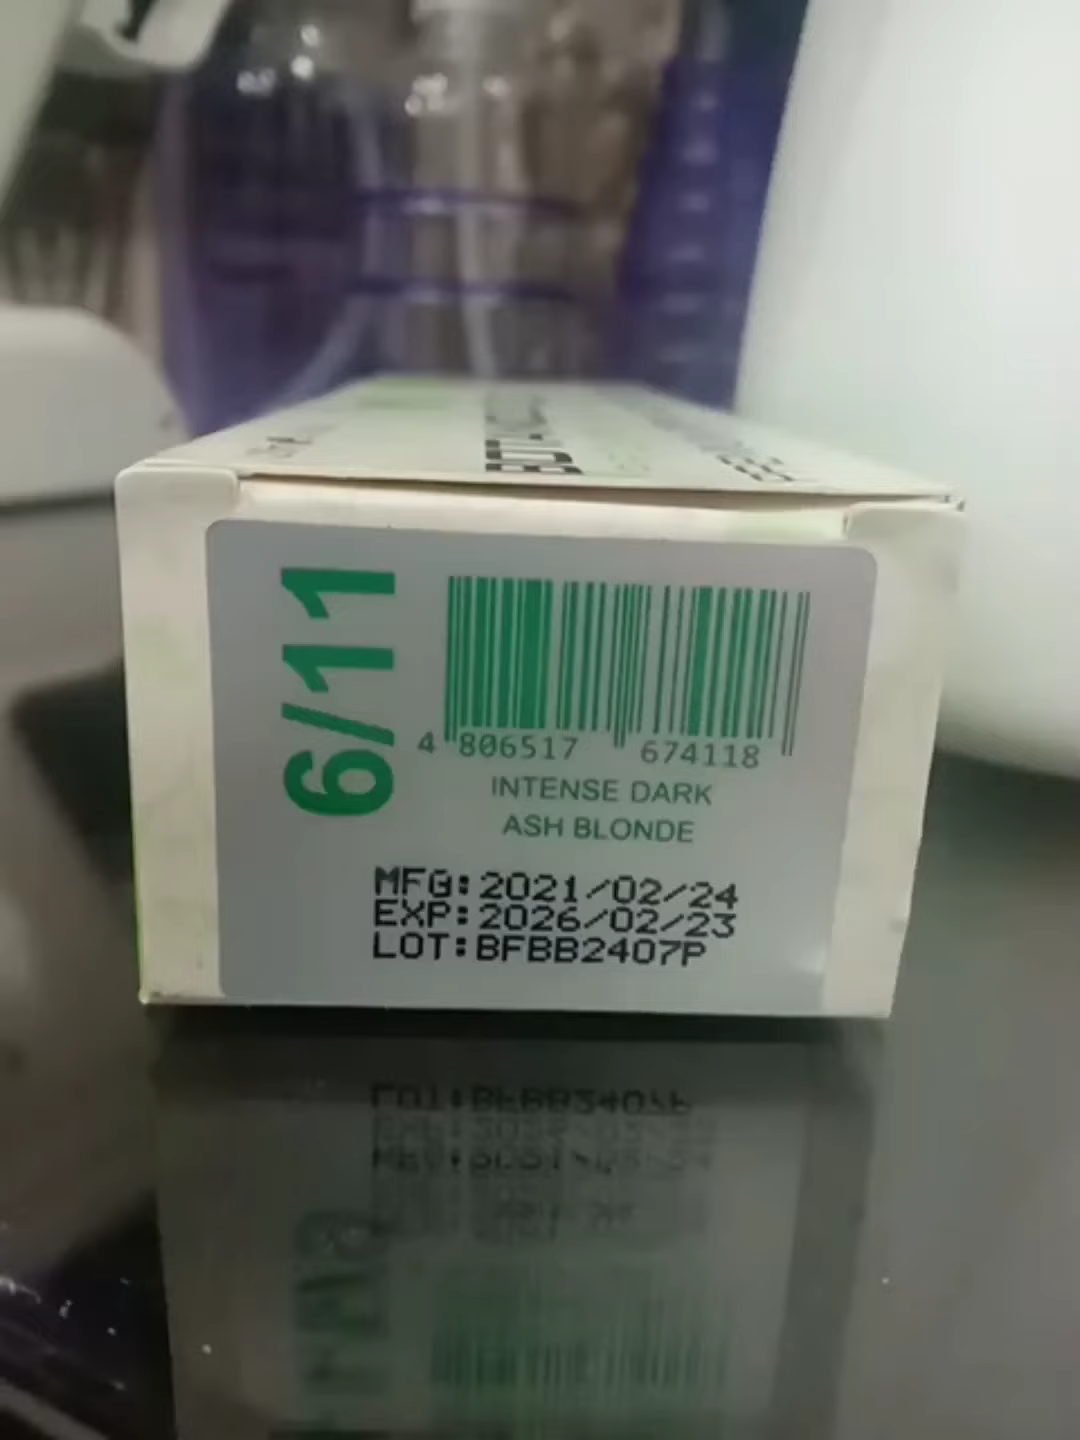 6/11
4 806517 674118
INTENSE DARK
ASH BLONDE
MFG:2021/02/24
EXP:2026/02/23
LOT:BFBB2407P